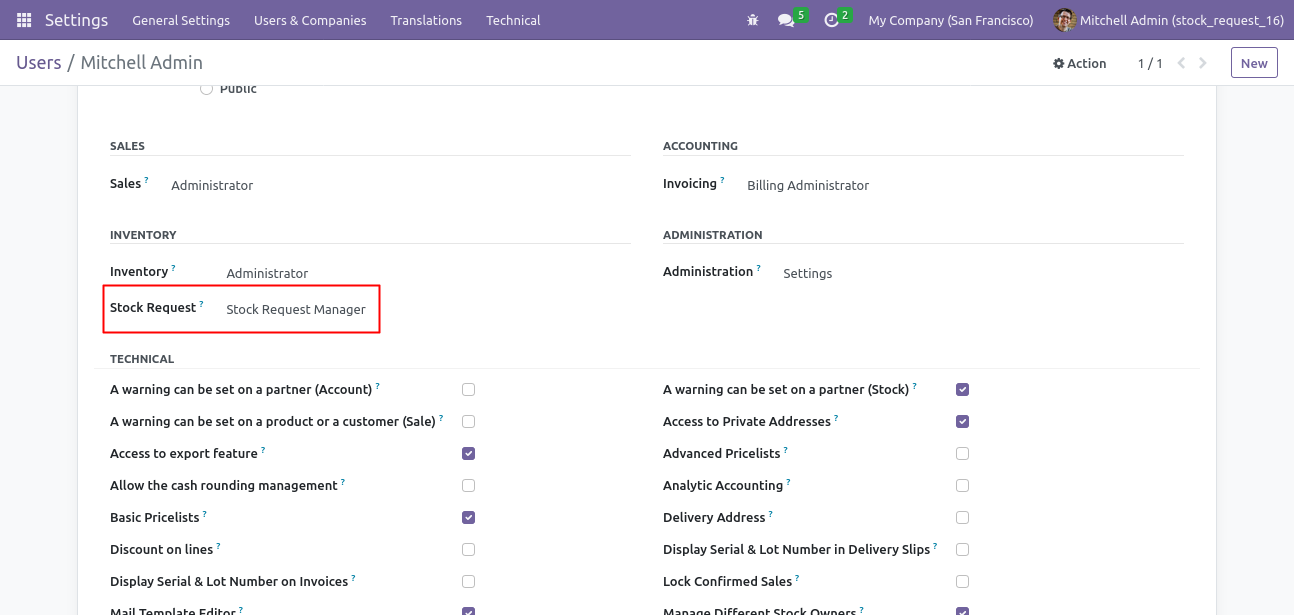 Settings General Settings Users & Companies Translations Technical 5 2 My Company (San Francisco) Mitchell Admin (stock_request_16)
Users / Mitchell Admin Action 1 / 1 New
Public
SALES
Sales ? Administrator
ACCOUNTING
Invoicing ? Billing Administrator
INVENTORY
Inventory ? Administrator
Stock Request ? Stock Request Manager
ADMINISTRATION
Administration ? Settings
TECHNICAL
A warning can be set on a partner (Account) ? A warning can be set on a partner (Stock) ?
A warning can be set on a product or a customer (Sale) ? Access to Private Addresses ?
Access to export feature ? Advanced Pricelists ?
Allow the cash rounding management ? Analytic Accounting ?
Basic Pricelists ? Delivery Address ?
Discount on lines ? Display Serial & Lot Number in Delivery Slips ?
Display Serial & Lot Number on Invoices ? Lock Confirmed Sales ?
Mail Template Editor ? Manage Different Stock Owners ?